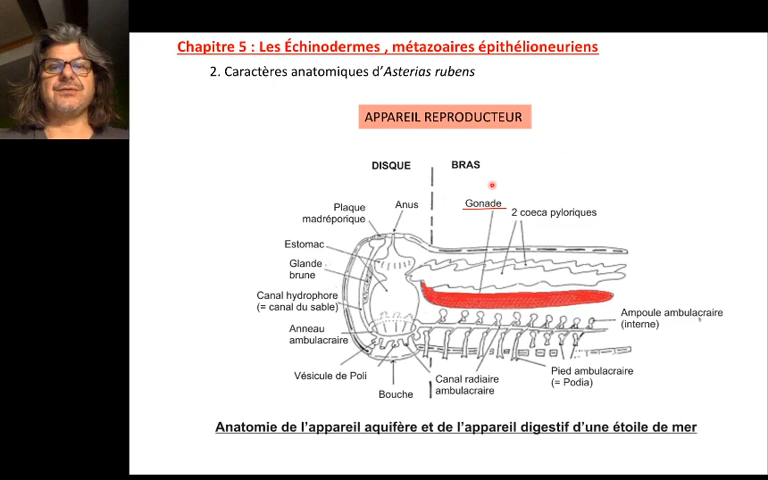 Chapitre 5 : Les Échinodermes , métazoaires épithélioneuriens
2. Caractères anatomiques d'Asterias rubens
APPAREIL REPRODUCTEUR
DISQUE
BRAS
Plaque
madréporique
Anus
Gonade
2 coeca pyloriques
Estomac
Glande
brune
Canal hydrophore
(= canal du sable)
Anneau
ambulacraire
Vésicule de Poli
Bouche
Canal radiaire
ambulacraire
Ampoule ambulacraire
(interne)
Pied ambulacraire
(= Podia)
Anatomie de l'appareil aquifère et de l'appareil digestif d'une étoile de mer